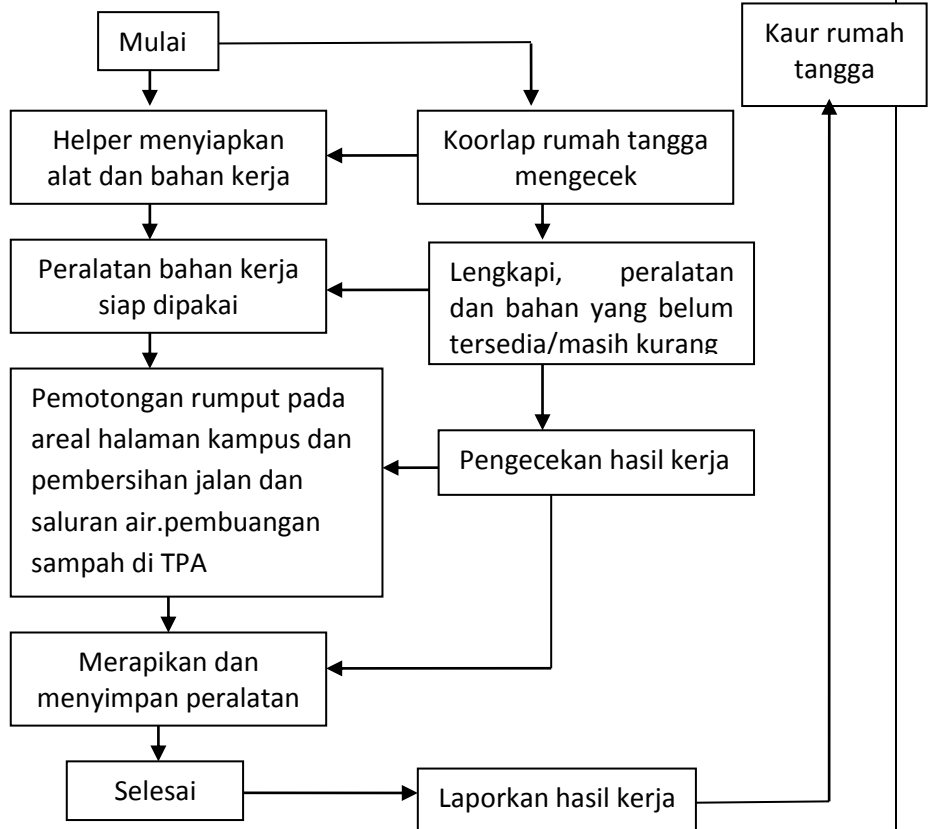 Mulai
Kaur rumah
tangga
Helper menyiapkan
alat dan bahan kerja
Koorlap rumah tangga
mengecek
Peralatan bahan kerja
siap dipakai
Lengkapi, peralatan
dan bahan yang belum
tersedia/masih kurang
Pemotongan rumput pada
areal halaman kampus dan
pembersihan jalan dan
saluran air.pembuangan
sampah di TPA
Pengecekan hasil kerja
Merapikan dan
menyimpan peralatan
Selesai
Laporkan hasil kerja